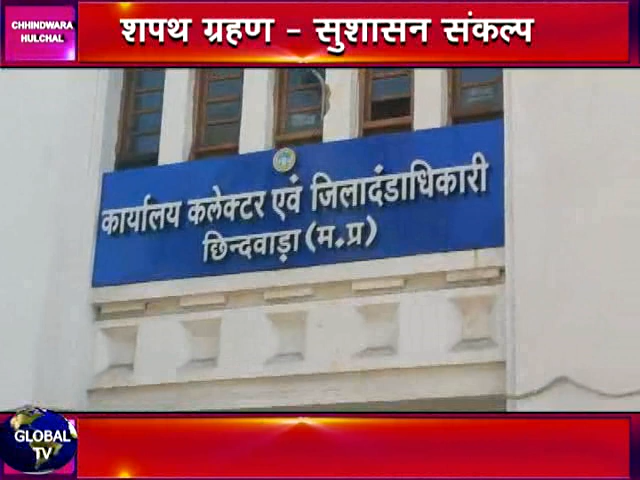 CHHINDWARA
HULCHAL
शपथ ग्रहण - सुशासन संकल्प
कार्यालय कलेक्टर एवं जिलादंडाधिकारी
छिन्दवाड़ा (म.प्र)
GLOBAL
TV